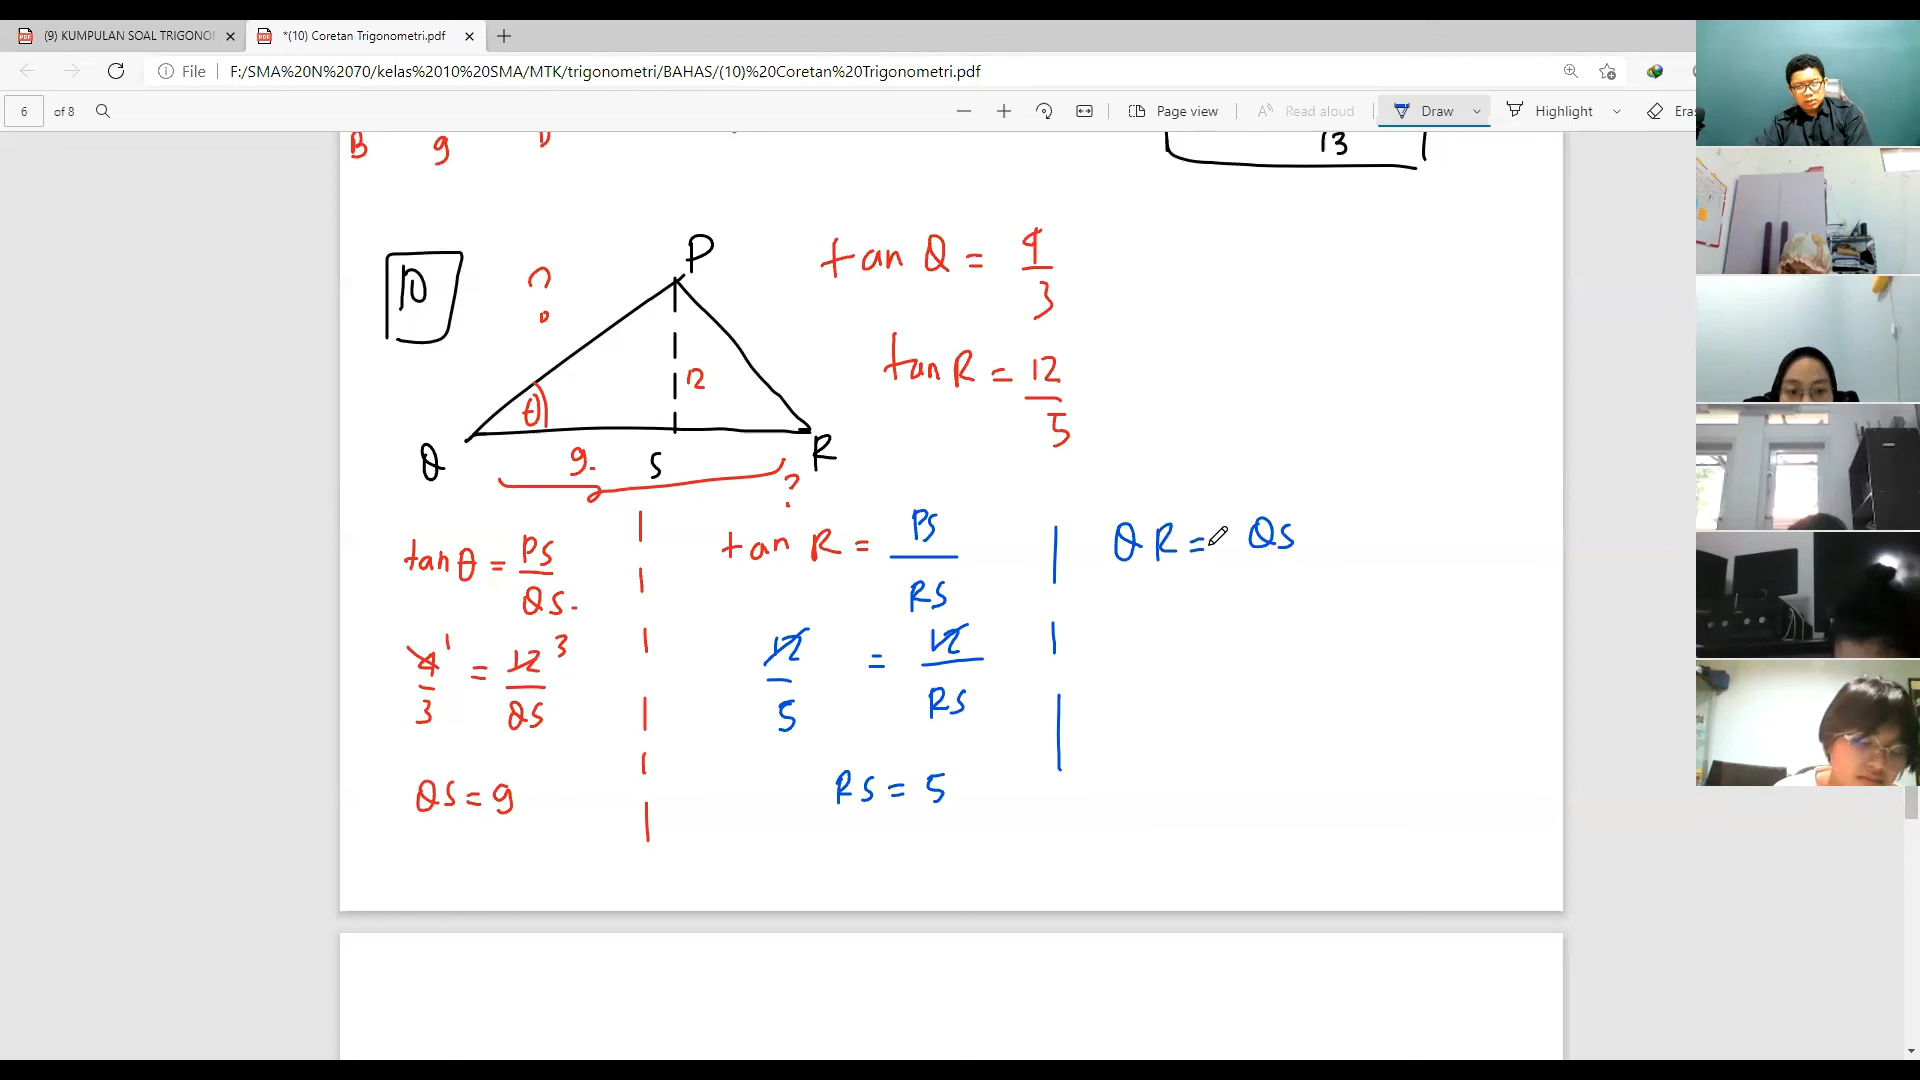 (9) KUMPULAN SOAL TRIGONO
*(10) Coretan Trigonometri.pdf
File F:/SMA%20N%2070/kelas%2010%20SMA/MTK/trigonometri/BAHAS/(10)%20Coretan%20Trigonometri.pdf
6 of 8 Page view Read aloud Draw Highlight Eras
B 9 D
13
10
?
P
12
θ
Q 9. S R
?
tan Q = 4/3
tan R = 12/5
tan θ = PS/QS.
4/3 = 12/QS
1 3
QS = 9
tan R = PS/RS
12/5 = 12/RS
RS = 5
QR = QS